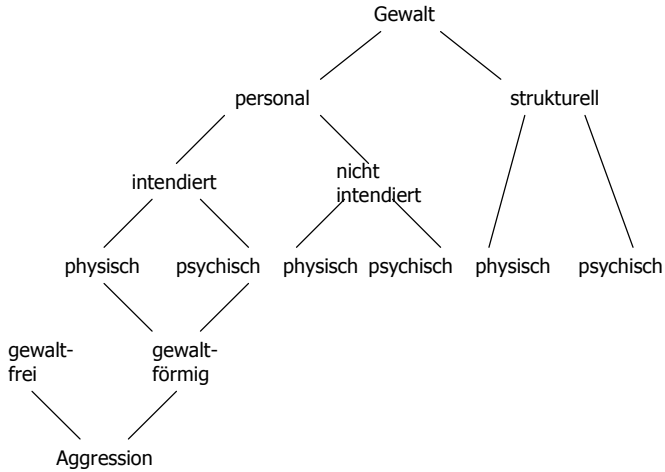 Gewalt
personal
strukturell
intendiert
nicht
intendiert
physisch
psychisch
physisch
psychisch
physisch
psychisch
gewalt-
frei
gewalt-
förmig
Aggression